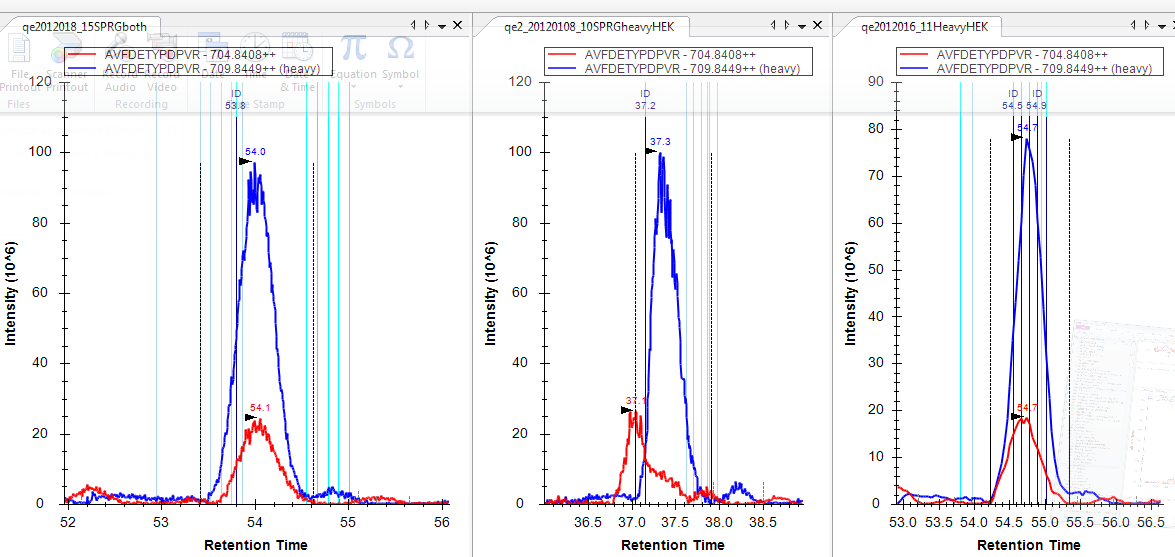 qe2012018_15SPRGboth
qe2_20120108_10SPRGheavyHEK
qe2012016_11HeavyHEK
AVFDETYPDPVR - 704.8408++
AVFDETYPDPVR - 709.8449++ (heavy)
AVFDETYPDPVR - 704.8408++
AVFDETYPDPVR - 709.8449++ (heavy)
AVFDETYPDPVR - 704.8408++
AVFDETYPDPVR - 709.8449++ (heavy)
Files
Scanner
Equation
Symbol
Printout
Printout
Audio
Video
& Time
Files
Recording
Time Stamp
Symbols
Intensity (10^6)
120
100
80
60
40
20
0
ID
53.8
54.0
54.1
52
53
54
55
56
Retention Time
Intensity (10^6)
120
100
80
60
40
20
0
ID
37.2
37.3
37.1
36.5
37.0
37.5
38.0
38.5
Retention Time
Intensity (10^6)
90
80
70
60
50
40
30
20
10
0
ID
ID
54.5
54.9
54.7
54.7
53.0
53.5
54.0
54.5
55.0
55.5
56.0
56.5
Retention Time